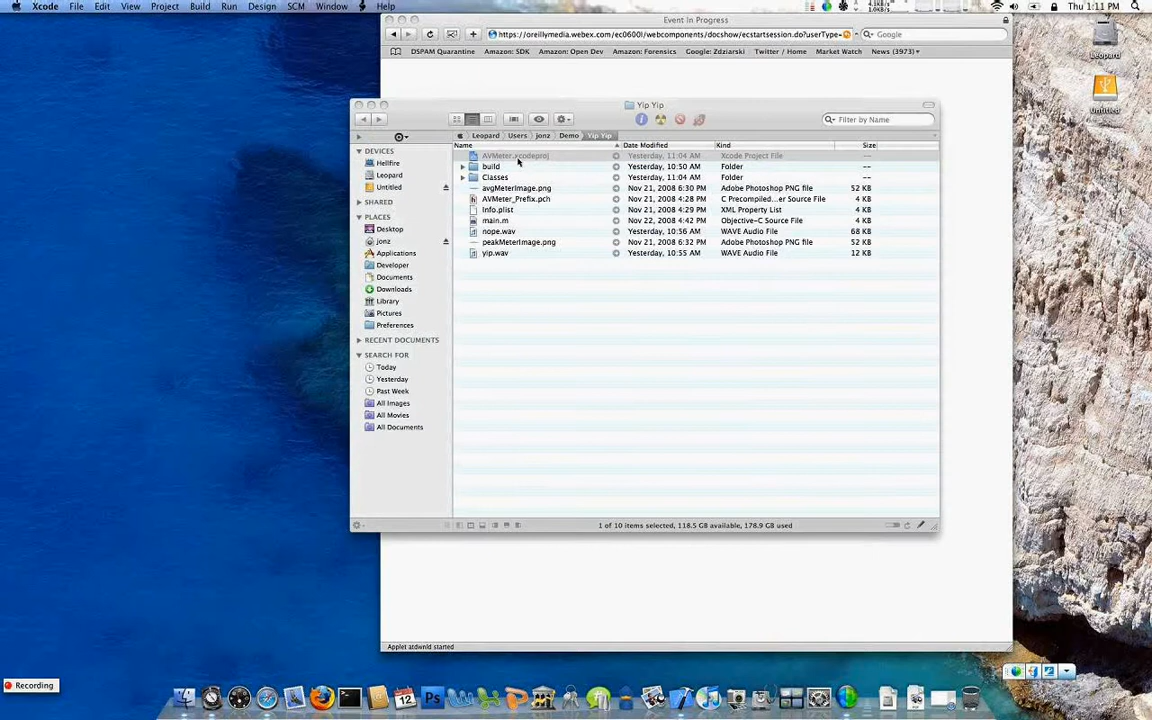 Xcode File Edit View Project Build Run Design SCM Window Help Thu 1:11 PM
Event In Progress
https://oreillymedia.webex.com/ec0600l/webcomponents/docshow/ecstartsession.do?userType= Google
DSPAM Quarantine Amazon: SDK Amazon: Open Dev Amazon: Forensics Google: Zdziarski Twitter / Home Market Watch News (3973)
Leopard
Untitled
Yip Yip
Filter by Name
Leopard Users jonz Demo Yip Yip
Name Date Modified Kind Size
DEVICES
Hellfire
Leopard
Untitled
SHARED
PLACES
Desktop
jonz
Applications
Developer
Documents
Downloads
Library
Pictures
Preferences
RECENT DOCUMENTS
SEARCH FOR
Today
Yesterday
Past Week
All Images
All Movies
All Documents
AVMeter.xcodeproj Yesterday, 11:04 AM Xcode Project File --
build Yesterday, 10:50 AM Folder --
Classes Yesterday, 11:04 AM Folder --
avgMeterImage.png Nov 21, 2008 6:30 PM Adobe Photoshop PNG file 52 KB
AVMeter_Prefix.pch Nov 21, 2008 4:28 PM C Precompiled...er Source File 4 KB
Info.plist Nov 21, 2008 4:29 PM XML Property List 4 KB
main.m Nov 22, 2008 4:42 PM Objective-C Source File 4 KB
nope.wav Yesterday, 10:56 AM WAVE Audio File 68 KB
peakMeterImage.png Nov 21, 2008 6:32 PM Adobe Photoshop PNG file 52 KB
yip.wav Yesterday, 10:55 AM WAVE Audio File 12 KB
1 of 10 items selected, 118.5 GB available, 178.9 GB used
Applet atdwnld started
Recording
12